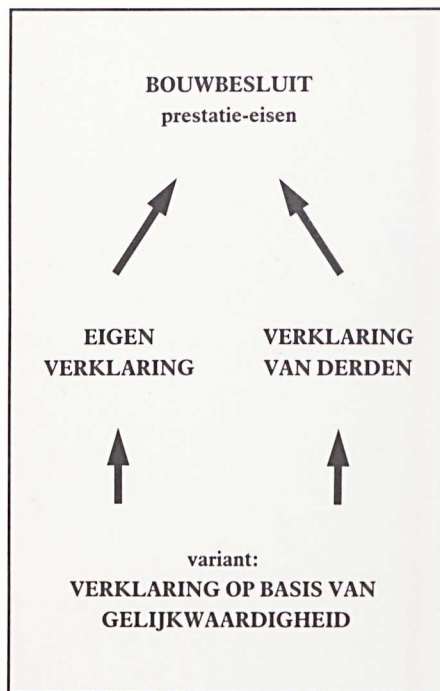 BOUWBESLUIT
prestatie-eisen
EIGEN
VERKLARING
VERKLARING
VAN DERDEN
variant:
VERKLARING OP BASIS VAN
GELIJKWAARDIGHEID